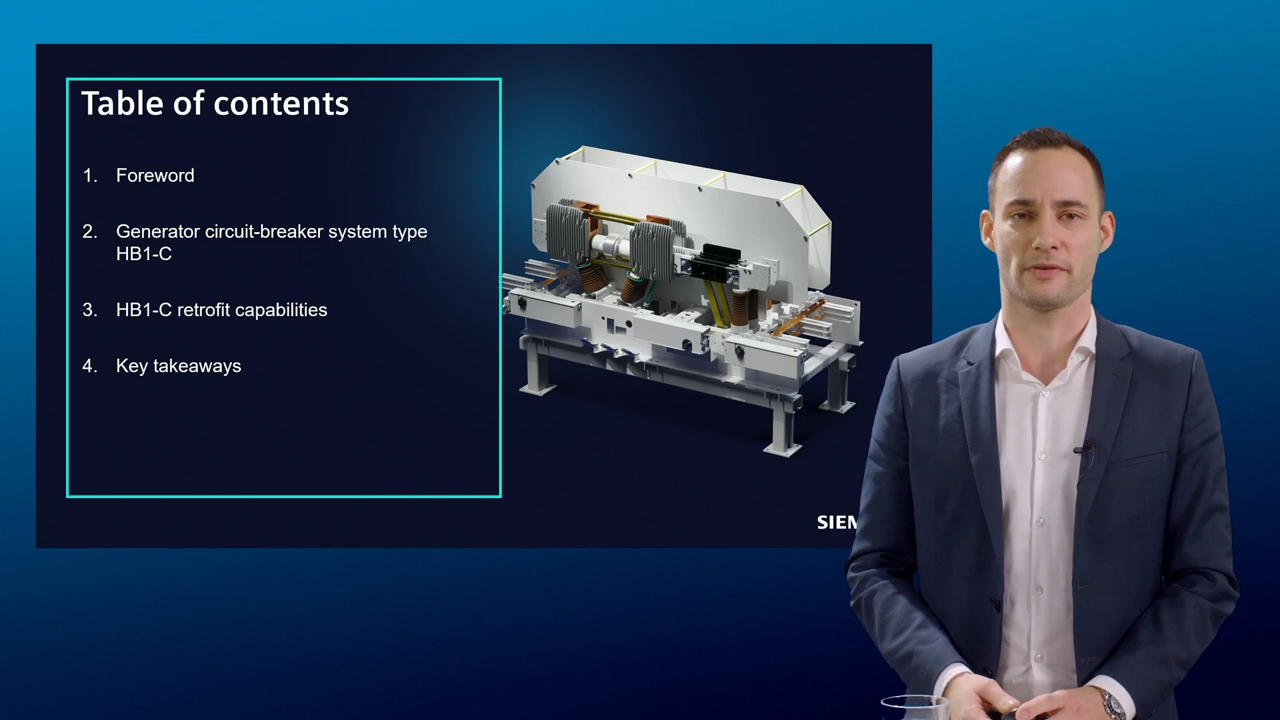 Table of contents
1. Foreword
2. Generator circuit-breaker system type
HB1-C
3. HB1-C retrofit capabilities
4. Key takeaways
SIEM